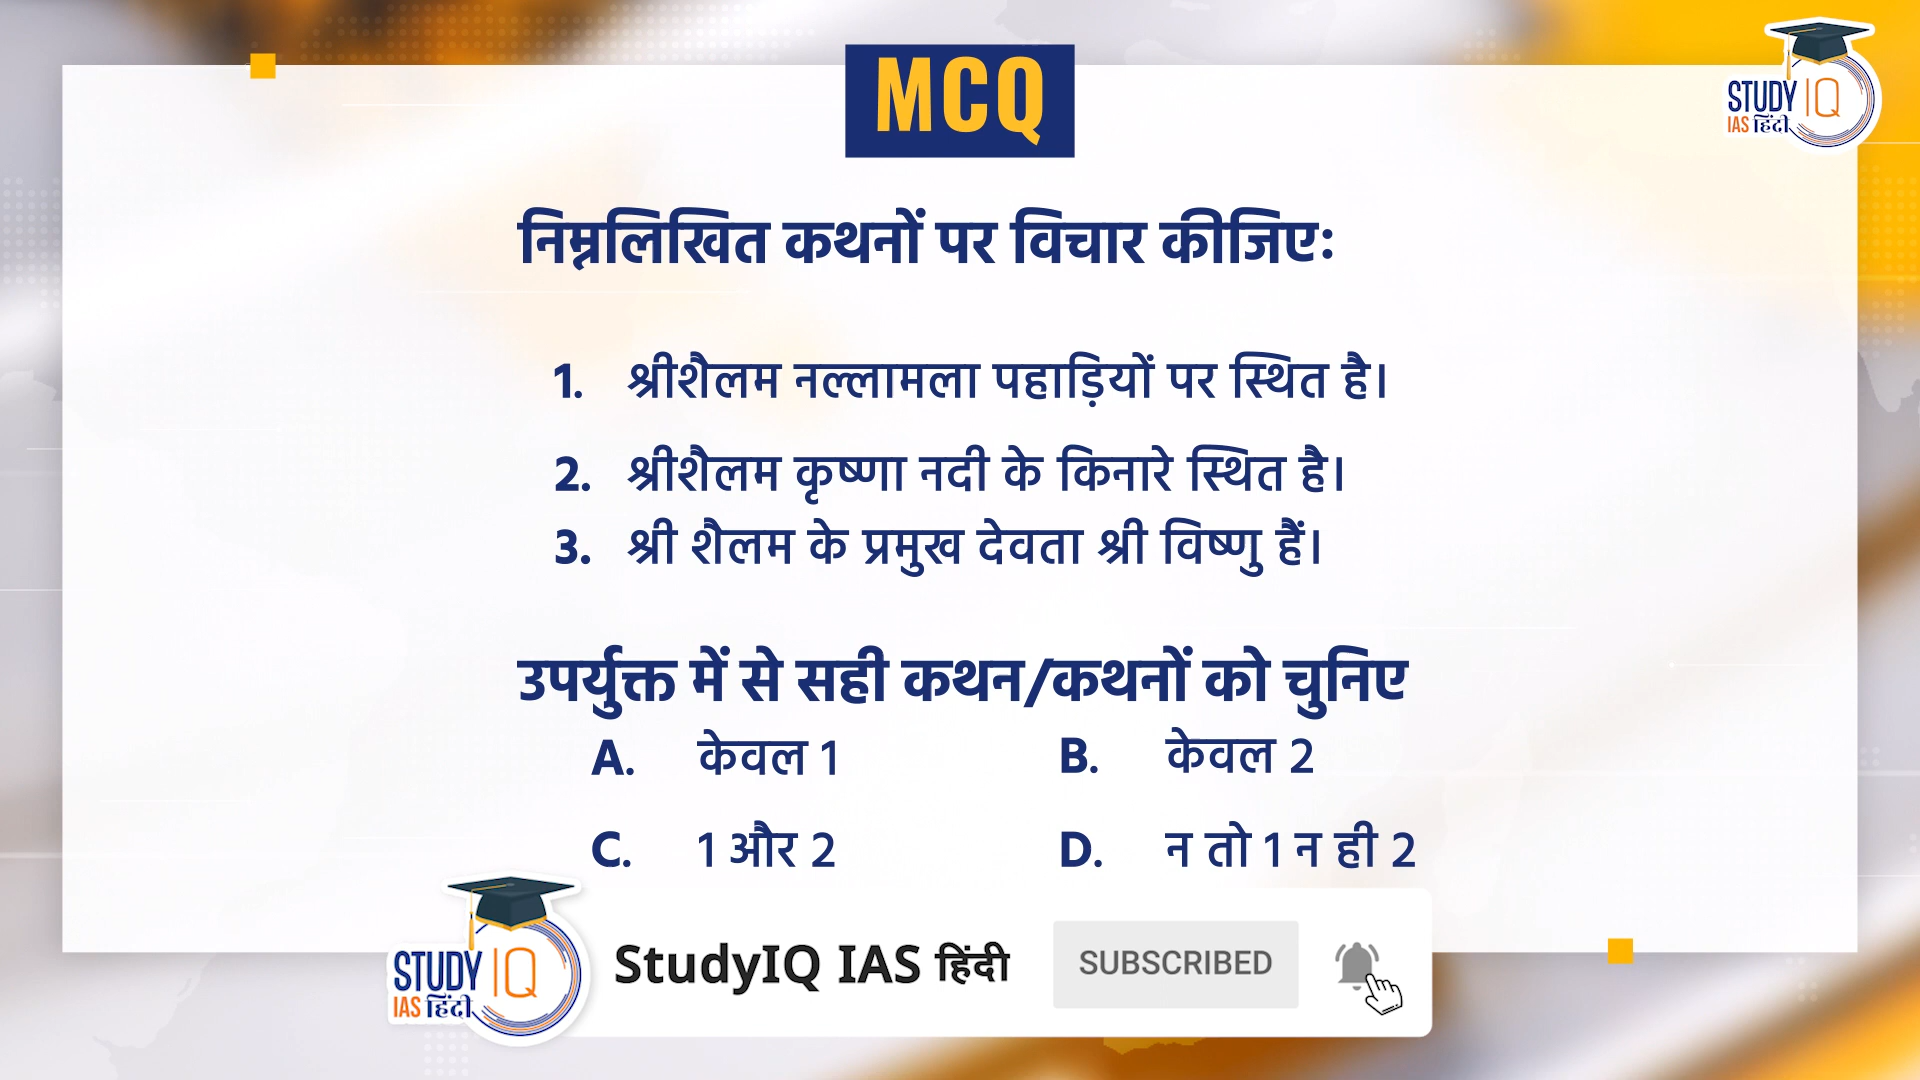 MCQ
STUDY IQ
IAS हिंदी
निम्नलिखित कथनों पर विचार कीजिए:
1. श्रीशैलम नल्लामला पहाड़ियों पर स्थित है।
2. श्रीशैलम कृष्णा नदी के किनारे स्थित है।
3. श्री शैलम के प्रमुख देवता श्री विष्णु हैं।
उपर्युक्त में से सही कथन/कथनों को चुनिए
A. केवल 1 B. केवल 2
C. 1 और 2 D. न तो 1 न ही 2
STUDY IQ
IAS हिंदी
StudyIQ IAS हिंदी SUBSCRIBED